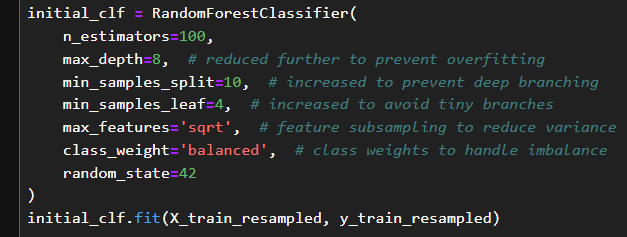 initial_clf = RandomForestClassifier(
    n_estimators=100,
    max_depth=8,  # reduced further to prevent overfitting
    min_samples_split=10,  # increased to prevent deep branching
    min_samples_leaf=4,  # increased to avoid tiny branches
    max_features='sqrt',  # feature subsampling to reduce variance
    class_weight='balanced',  # class weights to handle imbalance
    random_state=42
)
initial_clf.fit(X_train_resampled, y_train_resampled)